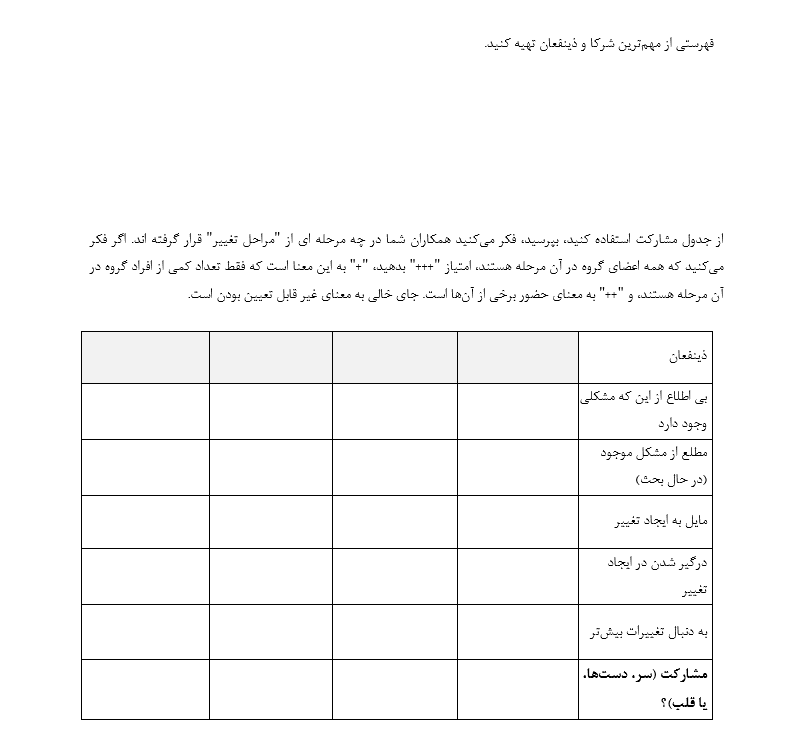 فهرستی از مهم‌ترین شرکا و ذینفعان تهیه کنید.
از جدول مشارکت استفاده کنید، بپرسید، فکر می‌کنید همکاران شما در چه مرحله ای از "مراحل تغییر" قرار گرفته اند. اگر فکر
می‌کنید که همه اعضای گروه در آن مرحله هستند، امتیاز "+++" بدهید، "+" به این معنا است که فقط تعداد کمی از افراد گروه در
آن مرحله هستند، و "++" به معنای حضور برخی از آن‌ها است. جای خالی به معنای غیر قابل تعیین بودن است.
ذینفعان
بی اطلاع از این که مشکلی
وجود دارد
مطلع از مشکل موجود
(در حال بحث)
مایل به ایجاد تغییر
درگیر شدن در ایجاد
تغییر
به دنبال تغییرات بیش‌تر
مشارکت (سر، دست‌ها،
یا قلب)؟